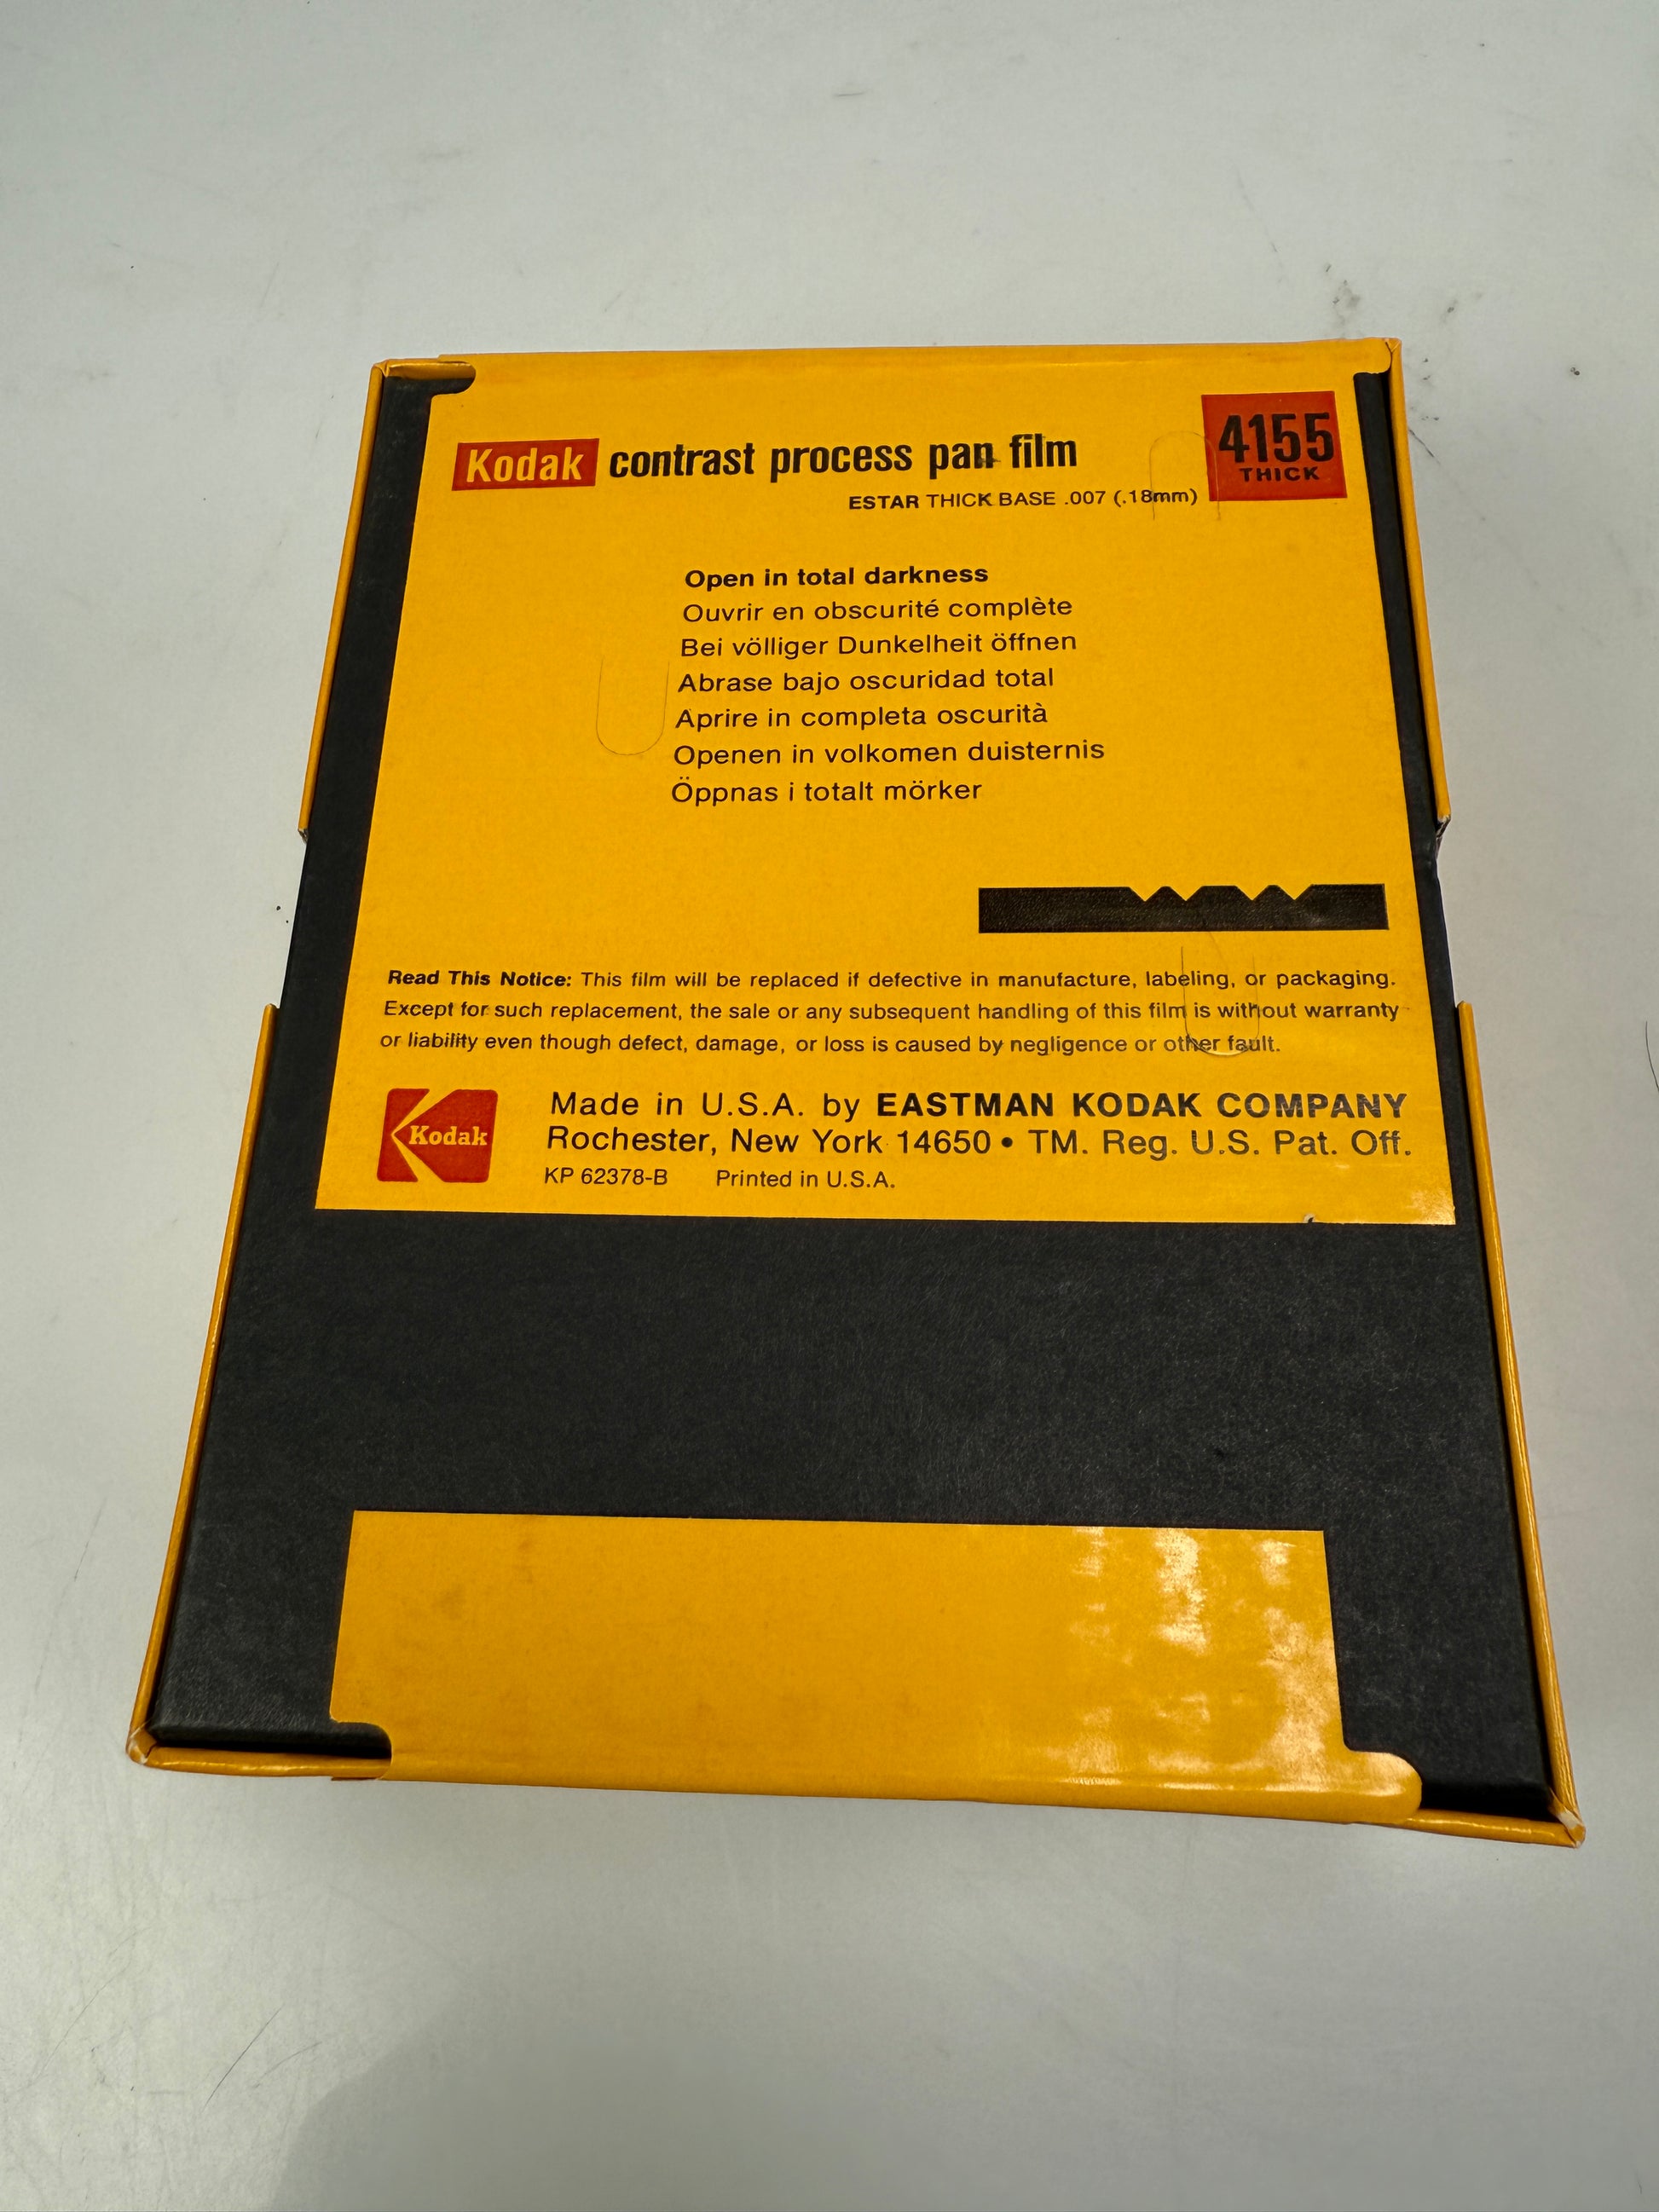 Kodak contrast process pan film
4155
THICK
ESTAR THICK BASE .007 (.18mm)
Open in total darkness
Ouvrir en obscurité complète
Bei völliger Dunkelheit öffnen
Abrase bajo oscuridad total
Aprire in completa oscurità
Openen in volkomen duisternis
Öppnas i totalt mörker
Read This Notice: This film will be replaced if defective in manufacture, labeling, or packaging.
Except for such replacement, the sale or any subsequent handling of this film is without warranty
or liability even though defect, damage, or loss is caused by negligence or other fault.
Kodak
Made in U.S.A. by EASTMAN KODAK COMPANY
Rochester, New York 14650 • TM. Reg. U.S. Pat. Off.
KP 62378-B Printed in U.S.A.